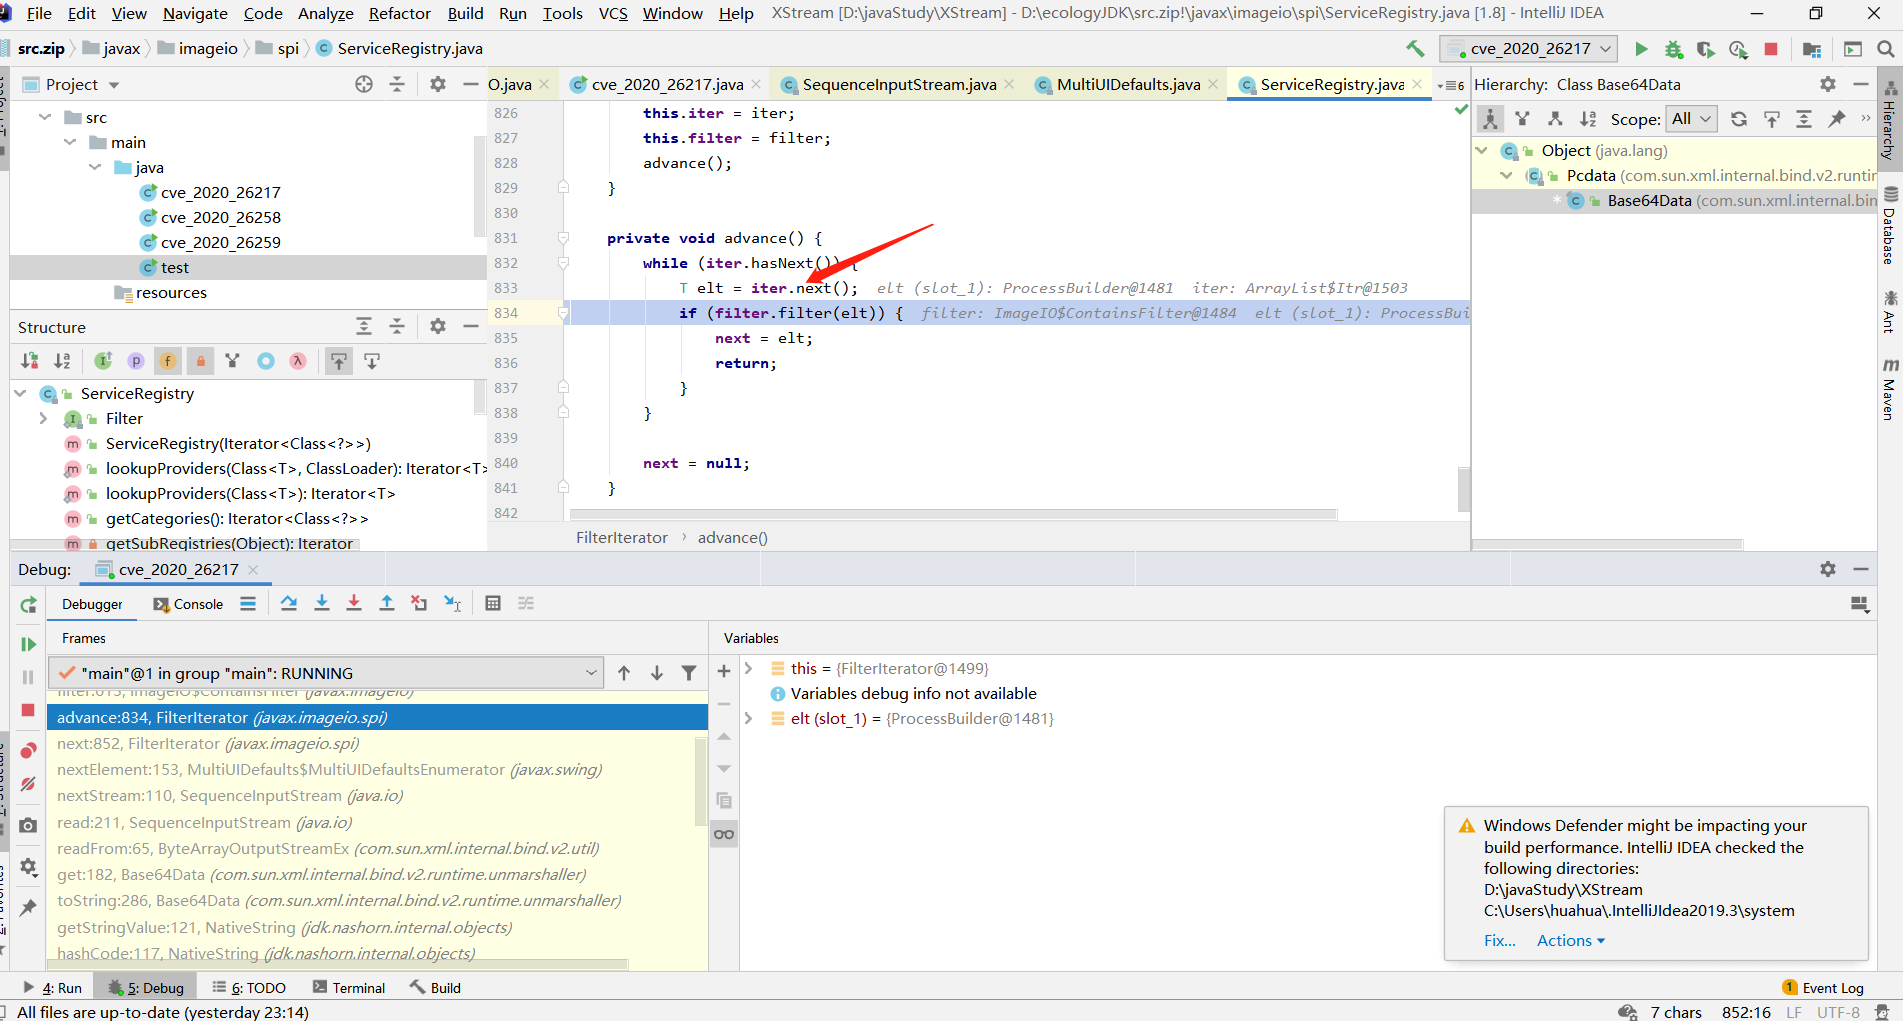 File Edit View Navigate Code Analyze Refactor Build Run Tools VCS Window Help XStream [D:\javaStudy\XStream] - D:\ecologyJDK\src.zip!\javax\imageio\spi\ServiceRegistry.java [1.8] - IntelliJ IDEA
src.zip javax imageio spi ServiceRegistry.java cve_2020_26217
Project O.java cve_2020_26217.java SequenceInputStream.java MultiUIDefaults.java ServiceRegistry.java 6 Hierarchy: Class Base64Data
src
main
java
cve_2020_26217
cve_2020_26258
cve_2020_26259
test
resources
Structure
ServiceRegistry
Filter
ServiceRegistry(Iterator<Class<?>>)
lookupProviders(Class<T>, ClassLoader): Iterator<T>
lookupProviders(Class<T>): Iterator<T>
getCategories(): Iterator<Class<?>>
getSubRegistries(Object): Iterator
826 this.iter = iter;
827 this.filter = filter;
828 advance();
829 }
830
831 private void advance() {
832 while (iter.hasNext()) {
833 T elt = iter.next(); elt (slot_1): ProcessBuilder@1481 iter: ArrayList$Itr@1503
834 if (filter.filter(elt)) { filter: ImageIO$ContainsFilter@1484 elt (slot_1): ProcessBui
835 next = elt;
836 return;
837 }
838 }
839
840 next = null;
841 }
842
FilterIterator advance()
Scope: All
Object (java.lang)
Pcdata (com.sun.xml.internal.bind.v2.runtin
* Base64Data (com.sun.xml.internal.bin
Hierarchy
Database
Ant
Maven
Debug: cve_2020_26217
Debugger Console
Frames
"main"@1 in group "main": RUNNING
filter:613, ImageIO$ContainsFilter (javax.imageio)
advance:834, FilterIterator (javax.imageio.spi)
next:852, FilterIterator (javax.imageio.spi)
nextElement:153, MultiUIDefaults$MultiUIDefaultsEnumerator (javax.swing)
nextStream:110, SequenceInputStream (java.io)
read:211, SequenceInputStream (java.io)
readFrom:65, ByteArrayOutputStreamEx (com.sun.xml.internal.bind.v2.util)
get:182, Base64Data (com.sun.xml.internal.bind.v2.runtime.unmarshaller)
toString:286, Base64Data (com.sun.xml.internal.bind.v2.runtime.unmarshaller)
getStringValue:121, NativeString (jdk.nashorn.internal.objects)
hashCode:117, NativeString (jdk.nashorn.internal.objects)
Variables
this = {FilterIterator@1499}
Variables debug info not available
elt (slot_1) = {ProcessBuilder@1481}
Windows Defender might be impacting your
build performance. IntelliJ IDEA checked the
following directories:
D:\javaStudy\XStream
C:\Users\huahua\.IntelliJIdea2019.3\system
Fix... Actions
4: Run 5: Debug 6: TODO Terminal Build 1 Event Log
All files are up-to-date (yesterday 23:14) 7 chars 852:16 LF UTF-8